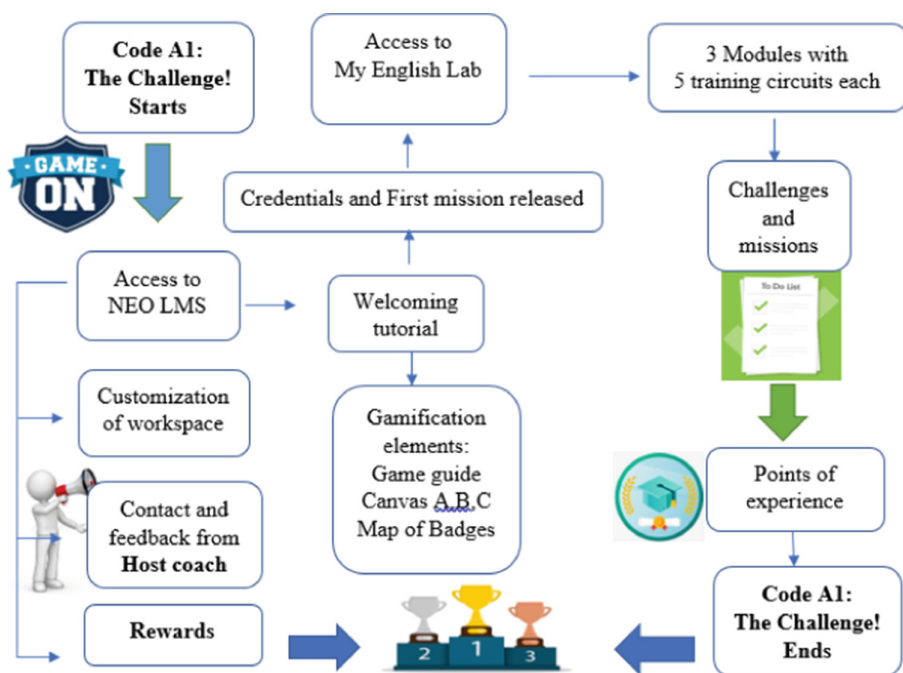 Code A1:
The Challenge!
Starts
GAME
ON
Access to
NEO LMS
Customization
of workspace
Contact and
feedback from
Host coach
Rewards
Access to
My English Lab
Credentials and First mission released
Welcoming
tutorial
Gamification
elements:
Game guide
Canvas A,B,C
Map of Badges
2
1
3
3 Modules with
5 training circuits each
Challenges
and
missions
To Do List
Points of
experience
Code A1:
The Challenge!
Ends